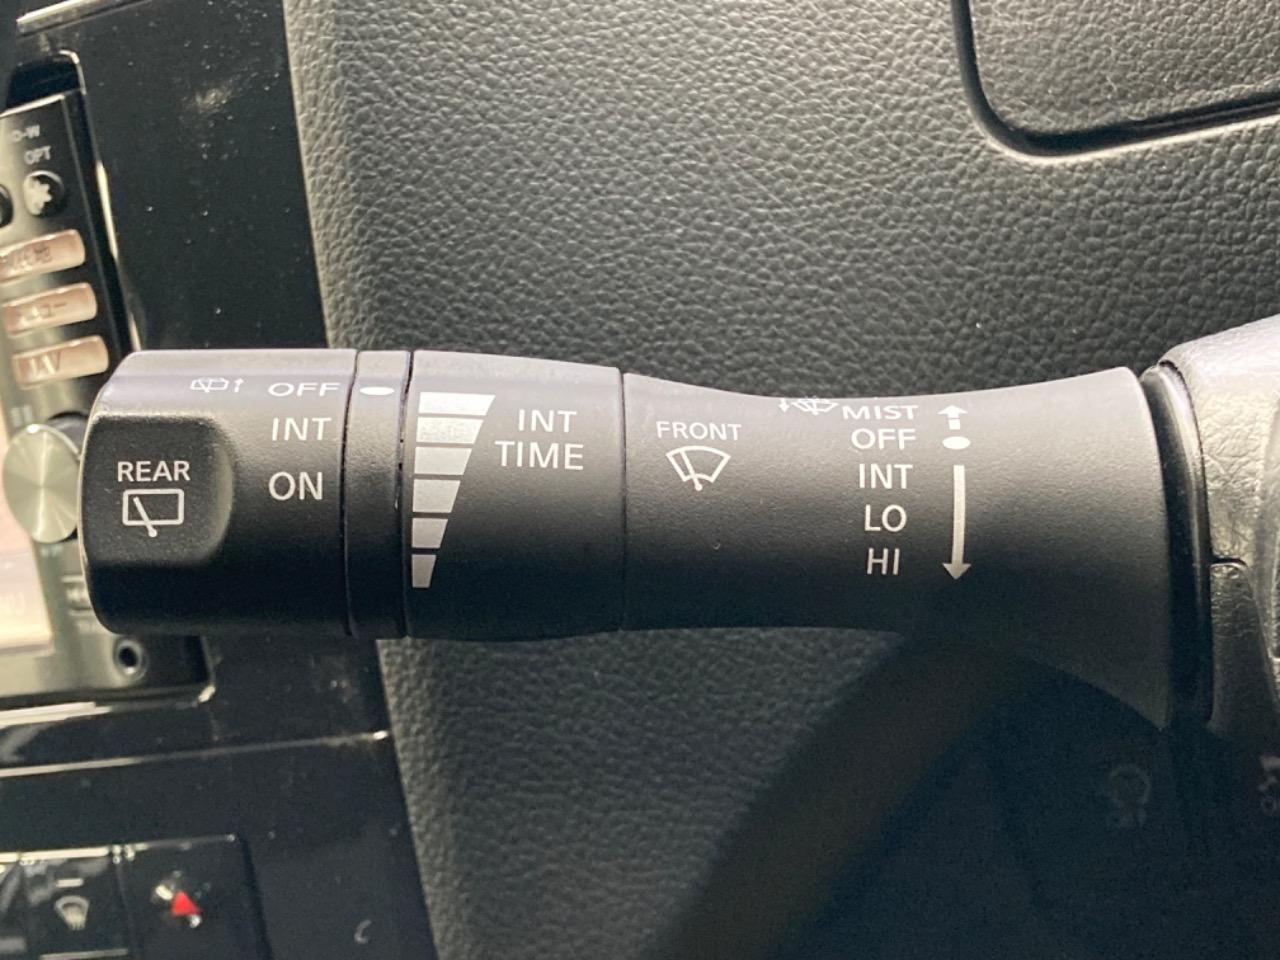 OPT
OFF
INT
ON
REAR
INT
TIME
FRONT
MIST
OFF
INT
LO
HI